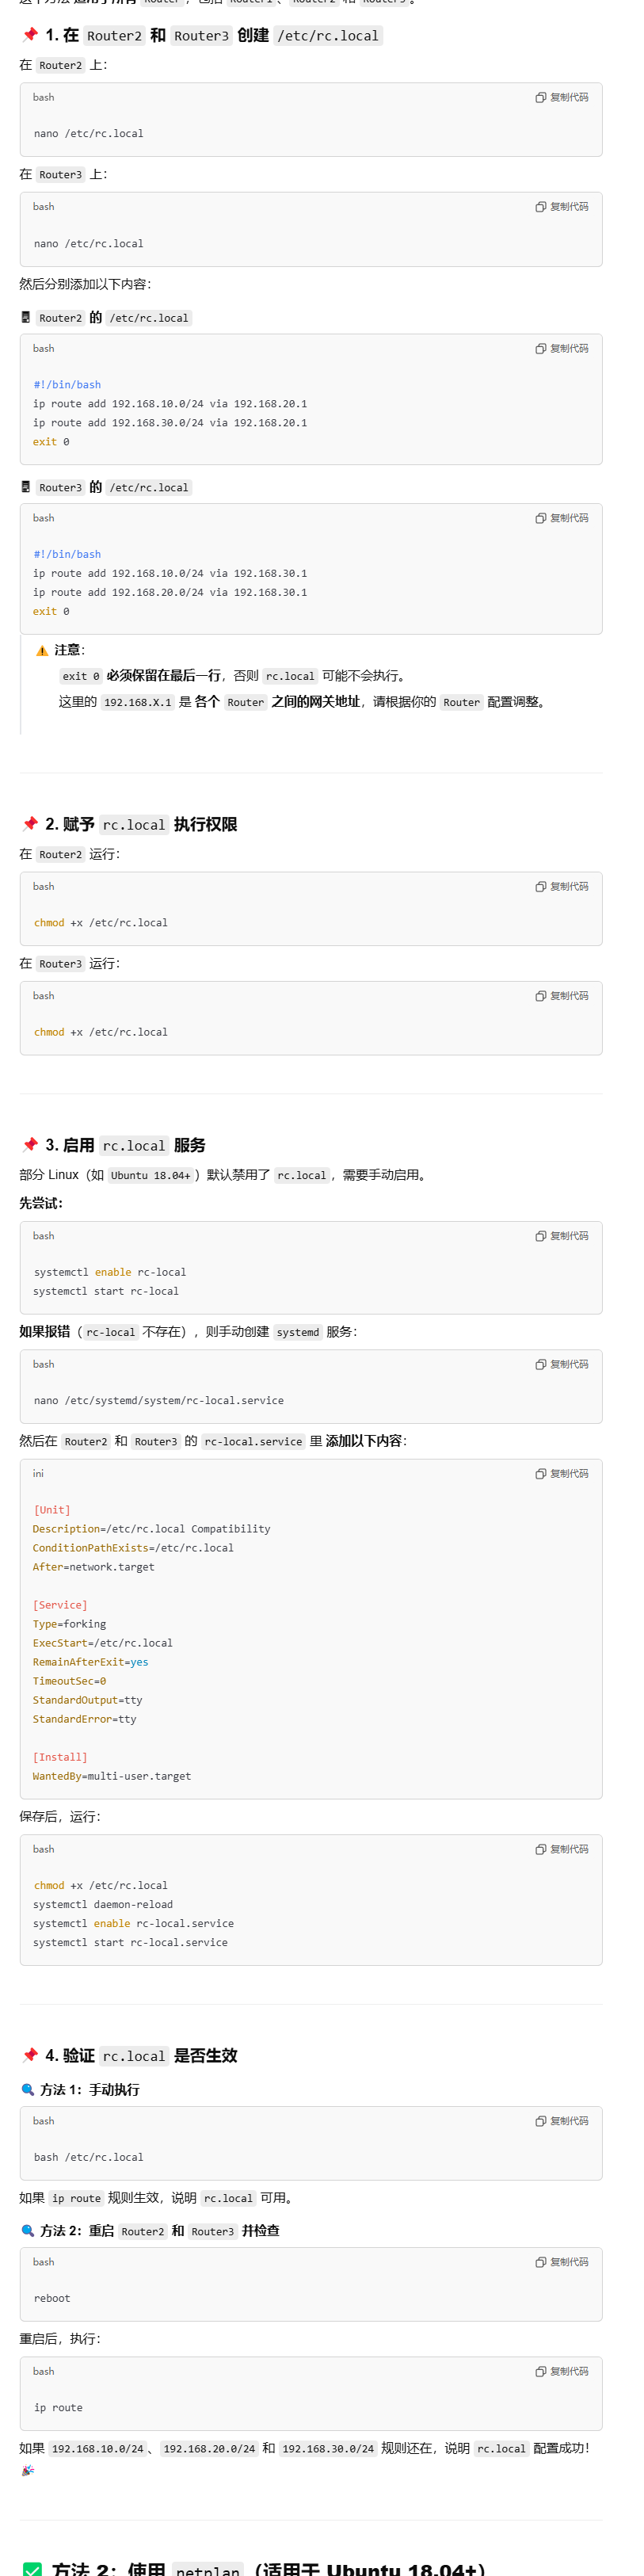 这个方法 适用于所有 Router，包括 Router1、Router2 和 Router3。
📌 1. 在 Router2 和 Router3 创建 /etc/rc.local
在 Router2 上：
bash
复制代码
nano /etc/rc.local
在 Router3 上：
bash
复制代码
nano /etc/rc.local
然后分别添加以下内容：
Router2 的 /etc/rc.local
bash
复制代码
#!/bin/bash
ip route add 192.168.10.0/24 via 192.168.20.1
ip route add 192.168.30.0/24 via 192.168.20.1
exit 0
Router3 的 /etc/rc.local
bash
复制代码
#!/bin/bash
ip route add 192.168.10.0/24 via 192.168.30.1
ip route add 192.168.20.0/24 via 192.168.30.1
exit 0
⚠️ 注意：
exit 0 必须保留在最后一行，否则 rc.local 可能不会执行。
这里的 192.168.X.1 是 各个 Router 之间的网关地址，请根据你的 Router 配置调整。
📌 2. 赋予 rc.local 执行权限
在 Router2 运行：
bash
复制代码
chmod +x /etc/rc.local
在 Router3 运行：
bash
复制代码
chmod +x /etc/rc.local
📌 3. 启用 rc.local 服务
部分 Linux（如 Ubuntu 18.04+）默认禁用了 rc.local，需要手动启用。
先尝试：
bash
复制代码
systemctl enable rc-local
systemctl start rc-local
如果报错（rc-local 不存在），则手动创建 systemd 服务：
bash
复制代码
nano /etc/systemd/system/rc-local.service
然后在 Router2 和 Router3 的 rc-local.service 里 添加以下内容：
ini
复制代码
[Unit]
Description=/etc/rc.local Compatibility
ConditionPathExists=/etc/rc.local
After=network.target
[Service]
Type=forking
ExecStart=/etc/rc.local
RemainAfterExit=yes
TimeoutSec=0
StandardOutput=tty
StandardError=tty
[Install]
WantedBy=multi-user.target
保存后，运行：
bash
复制代码
chmod +x /etc/rc.local
systemctl daemon-reload
systemctl enable rc-local.service
systemctl start rc-local.service
📌 4. 验证 rc.local 是否生效
🔍 方法 1：手动执行
bash
复制代码
bash /etc/rc.local
如果 ip route 规则生效，说明 rc.local 可用。
🔍 方法 2：重启 Router2 和 Router3 并检查
bash
复制代码
reboot
重启后，执行：
bash
复制代码
ip route
如果 192.168.10.0/24、192.168.20.0/24 和 192.168.30.0/24 规则还在，说明 rc.local 配置成功！
🎉
✅ 方法 2：使用 netplan（适用于 Ubuntu 18.04+）